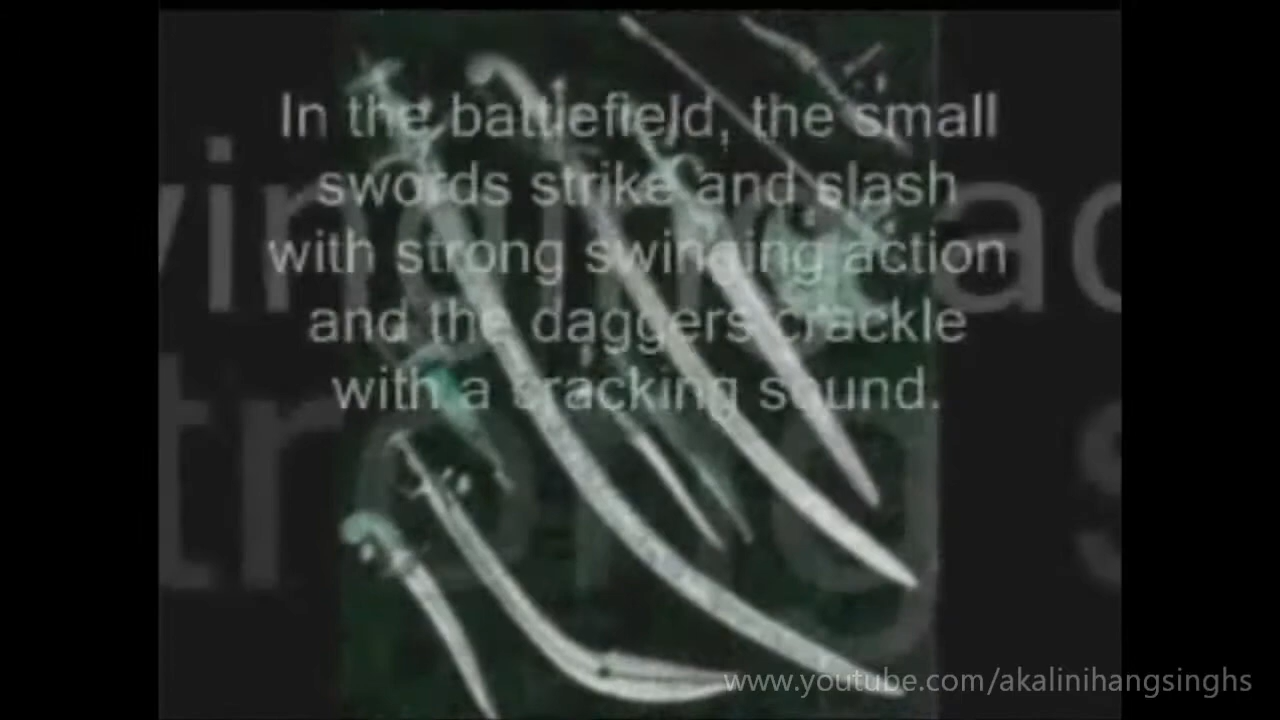 In the battlefield, the small
swords strike and slash
with strong swinging action
and the daggers crackle
with a cracking sound.
www.youtube.com/akalinihangsinghs